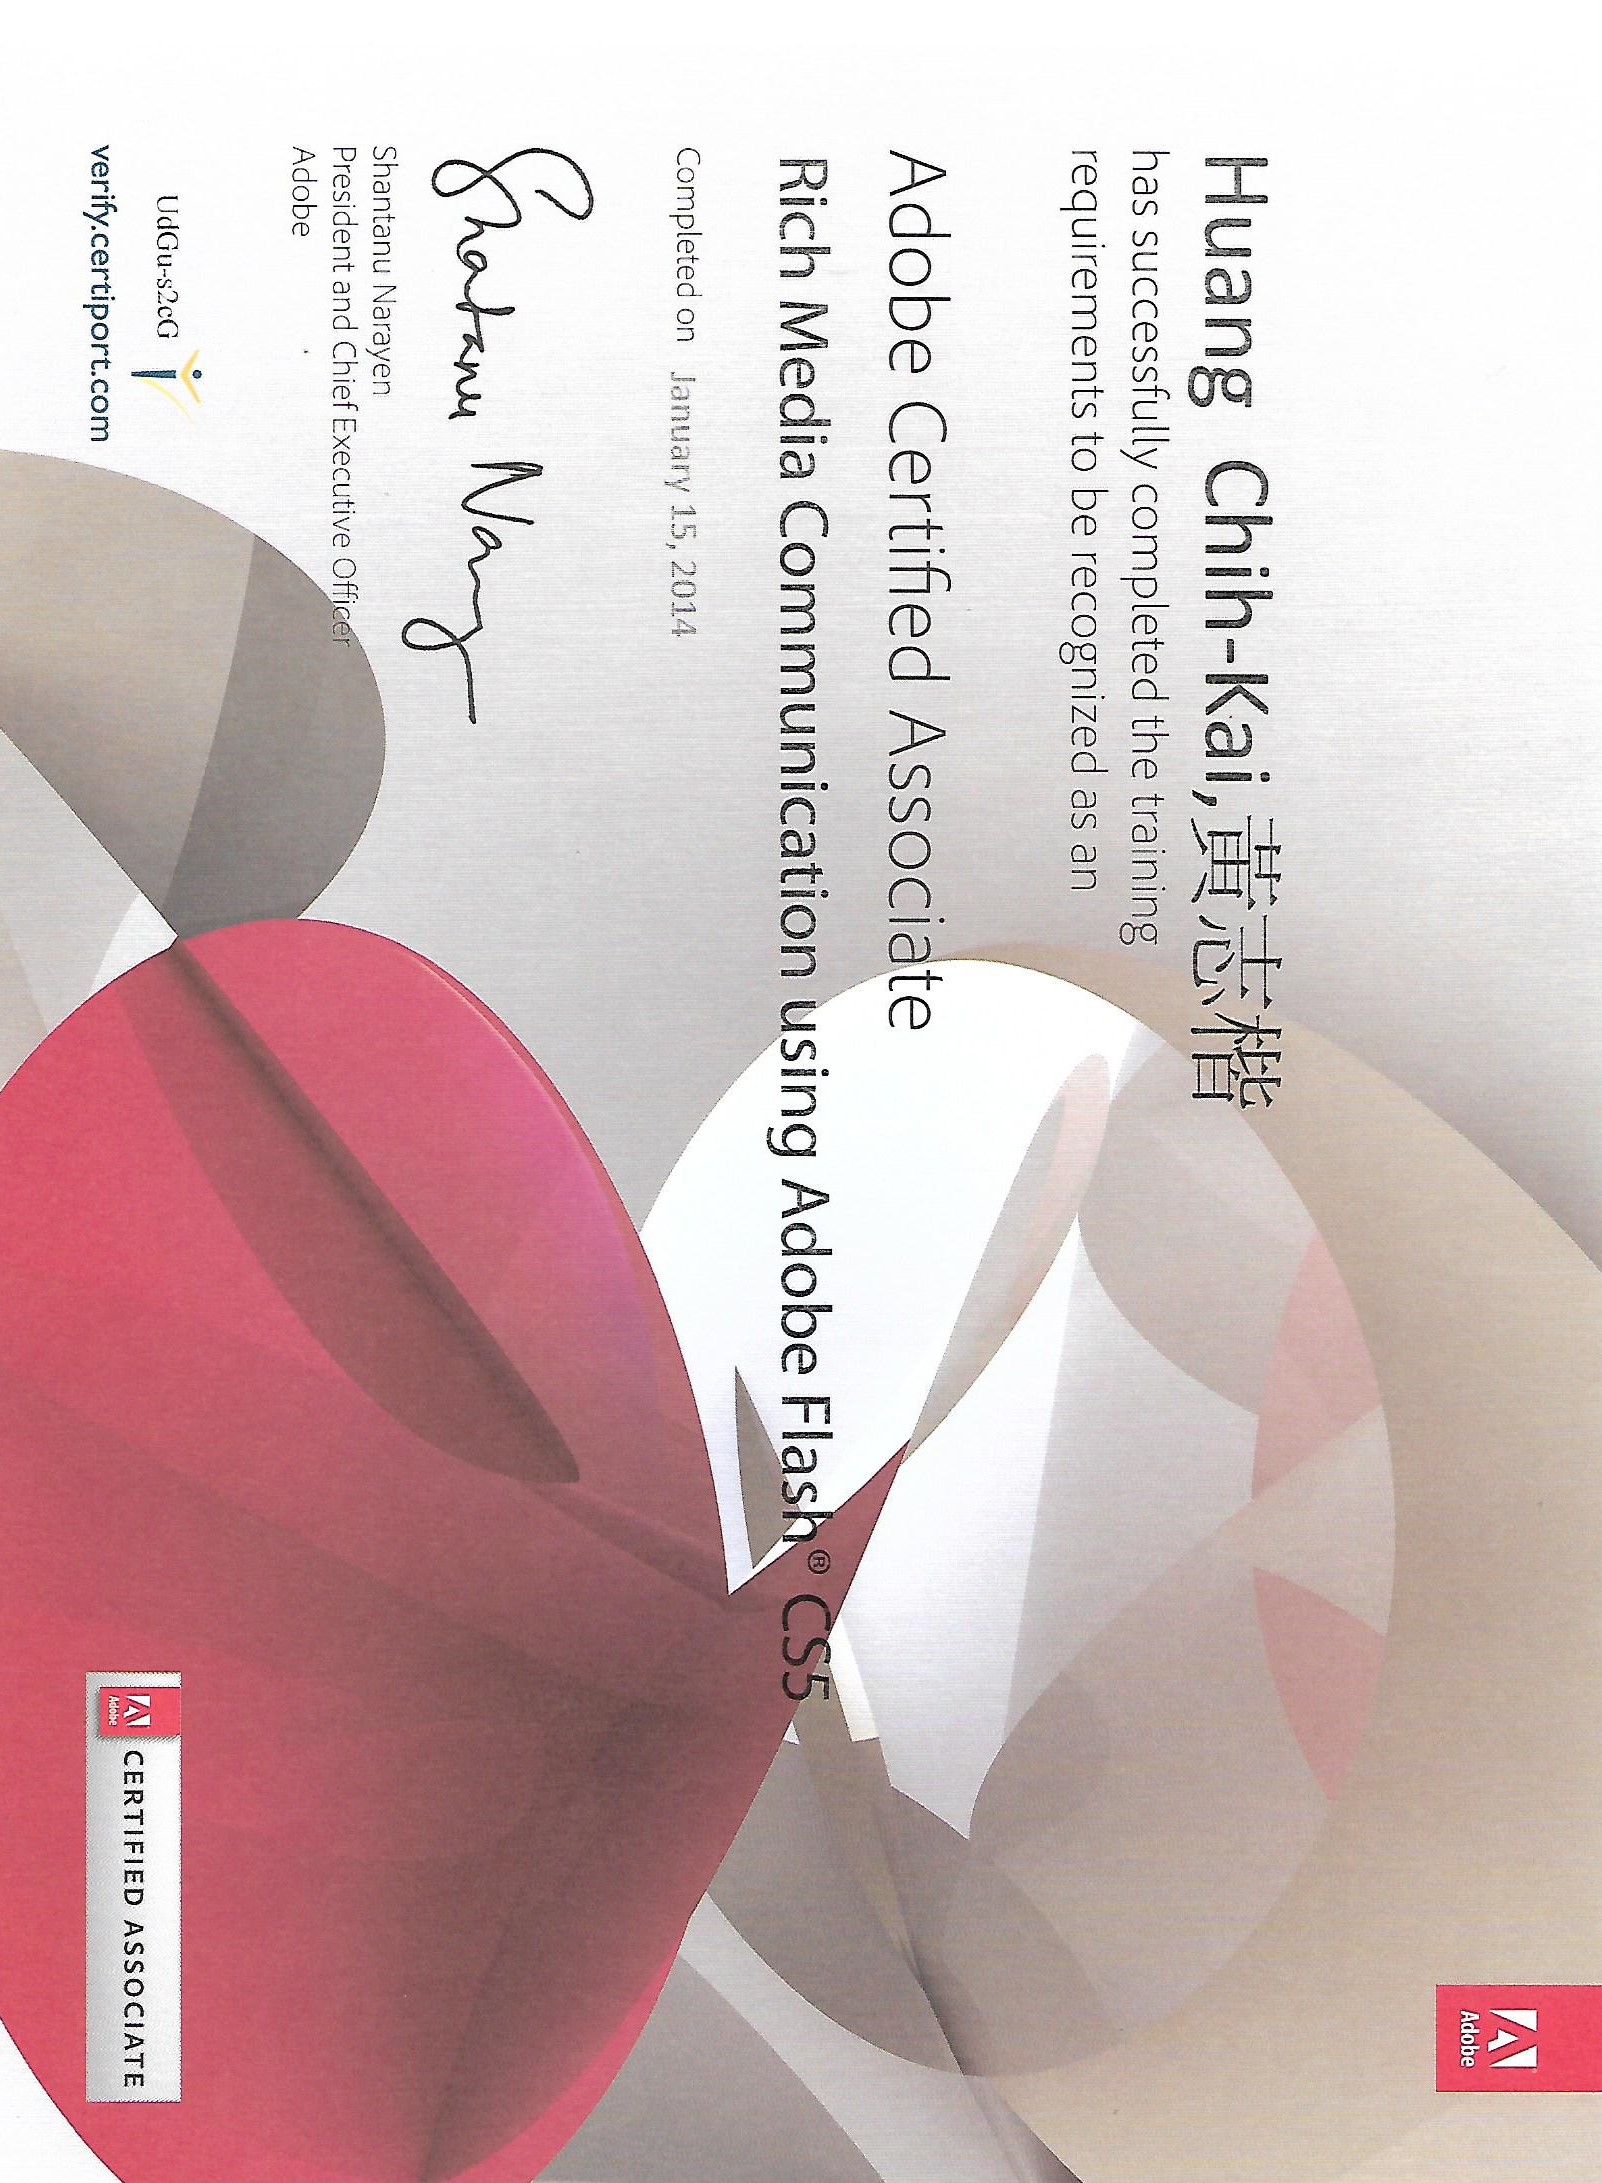 Adobe
Huang Chih-Kai,黃志楷
has successfully completed the training
requirements to be recognized as an
Adobe Certified Associate
Rich Media Communication using Adobe Flash® CS5
Completed on January 15, 2014
Shantanu Narayen
Shantanu Narayen
President and Chief Executive Officer
Adobe
UdGu-s2cG
verify.certiport.com
Adobe
CERTIFIED ASSOCIATE